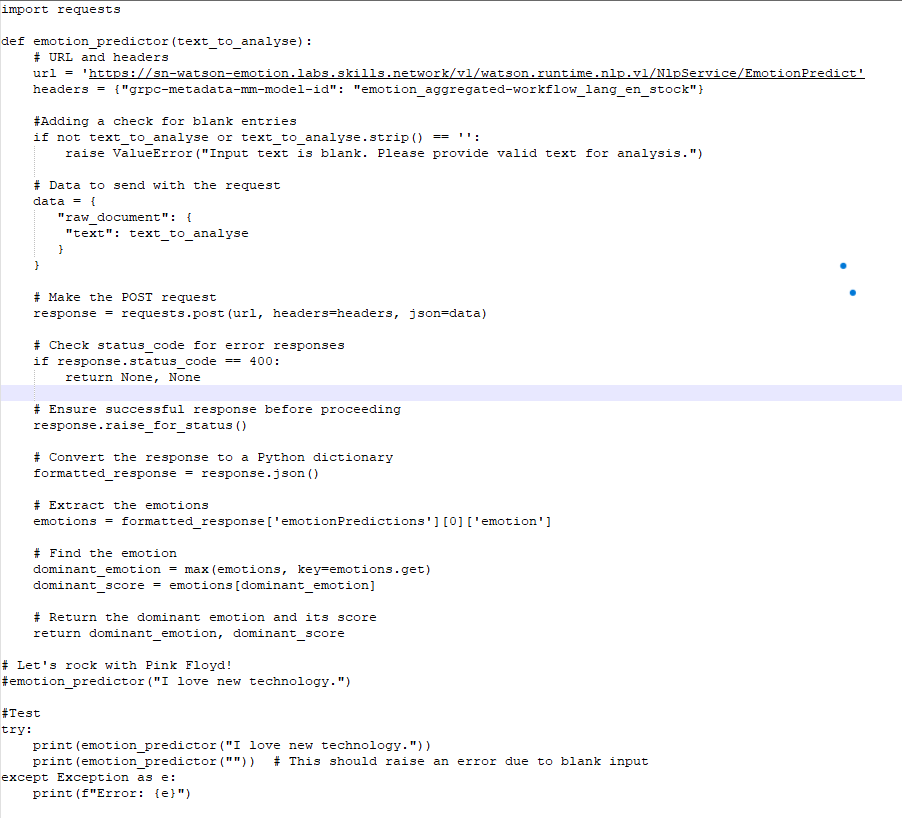 import requests

def emotion_predictor(text_to_analyse):
    # URL and headers
    url = 'https://sn-watson-emotion.labs.skills.network/v1/watson.runtime.nlp.v1/NlpService/EmotionPredict'
    headers = {"grpc-metadata-mm-model-id": "emotion_aggregated-workflow_lang_en_stock"}

    #Adding a check for blank entries
    if not text_to_analyse or text_to_analyse.strip() == '':
        raise ValueError("Input text is blank. Please provide valid text for analysis.")

    # Data to send with the request
    data = {
       "raw_document": {
        "text": text_to_analyse
       }
    }

    # Make the POST request
    response = requests.post(url, headers=headers, json=data)

    # Check status_code for error responses
    if response.status_code == 400:
        return None, None

    # Ensure successful response before proceeding
    response.raise_for_status()

    # Convert the response to a Python dictionary
    formatted_response = response.json()

    # Extract the emotions
    emotions = formatted_response['emotionPredictions'][0]['emotion']

    # Find the emotion
    dominant_emotion = max(emotions, key=emotions.get)
    dominant_score = emotions[dominant_emotion]

    # Return the dominant emotion and its score
    return dominant_emotion, dominant_score

# Let's rock with Pink Floyd!
#emotion_predictor("I love new technology.")

#Test
try:
    print(emotion_predictor("I love new technology."))
    print(emotion_predictor(""))  # This should raise an error due to blank input
except Exception as e:
    print(f"Error: {e}")